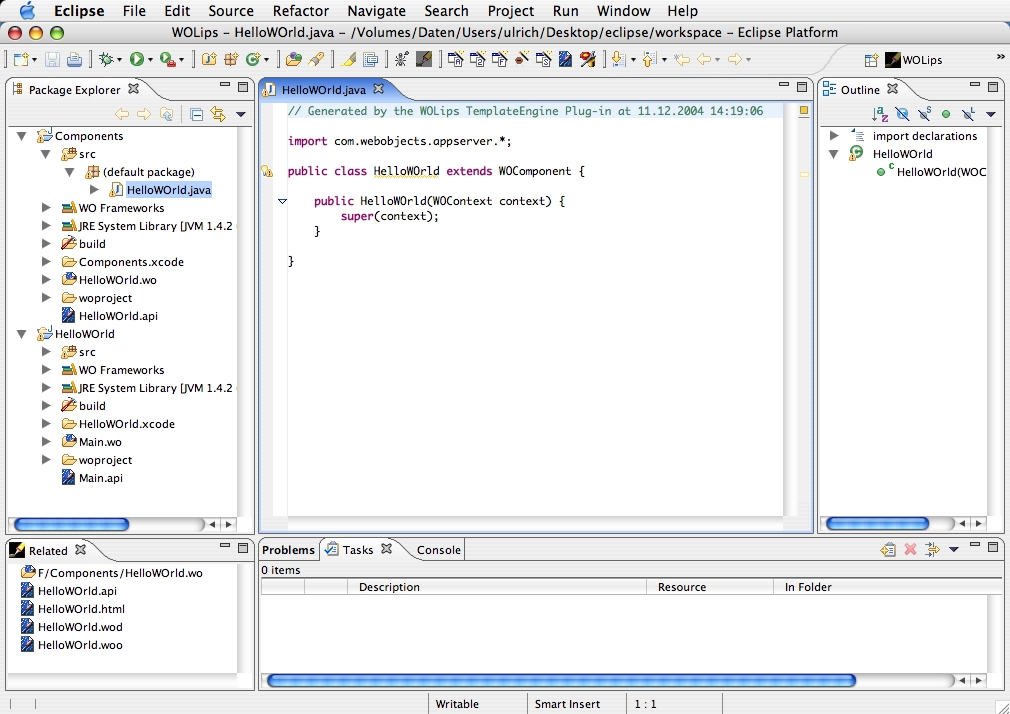 Eclipse File Edit Source Refactor Navigate Search Project Run Window Help
WOLips – HelloWOrld.java – /Volumes/Daten/Users/ulrich/Desktop/eclipse/workspace – Eclipse Platform
WOLips »
Package Explorer
Components
src
(default package)
HelloWOrld.java
WO Frameworks
JRE System Library [JVM 1.4.2
build
Components.xcode
HelloWOrld.wo
woproject
HelloWOrld.api
HelloWOrld
src
WO Frameworks
JRE System Library [JVM 1.4.2
build
HelloWOrld.xcode
Main.wo
woproject
Main.api
HelloWOrld.java
// Generated by the WOLips TemplateEngine Plug-in at 11.12.2004 14:19:06
import com.webobjects.appserver.*;
public class HelloWOrld extends WOComponent {
public HelloWOrld(WOContext context) {
super(context);
}
}
Outline
import declarations
HelloWOrld
HelloWOrld(WOC
Related
F/Components/HelloWOrld.wo
HelloWOrld.api
HelloWOrld.html
HelloWOrld.wod
HelloWOrld.woo
Problems Tasks Console
0 items
Description Resource In Folder
Writable Smart Insert 1 : 1